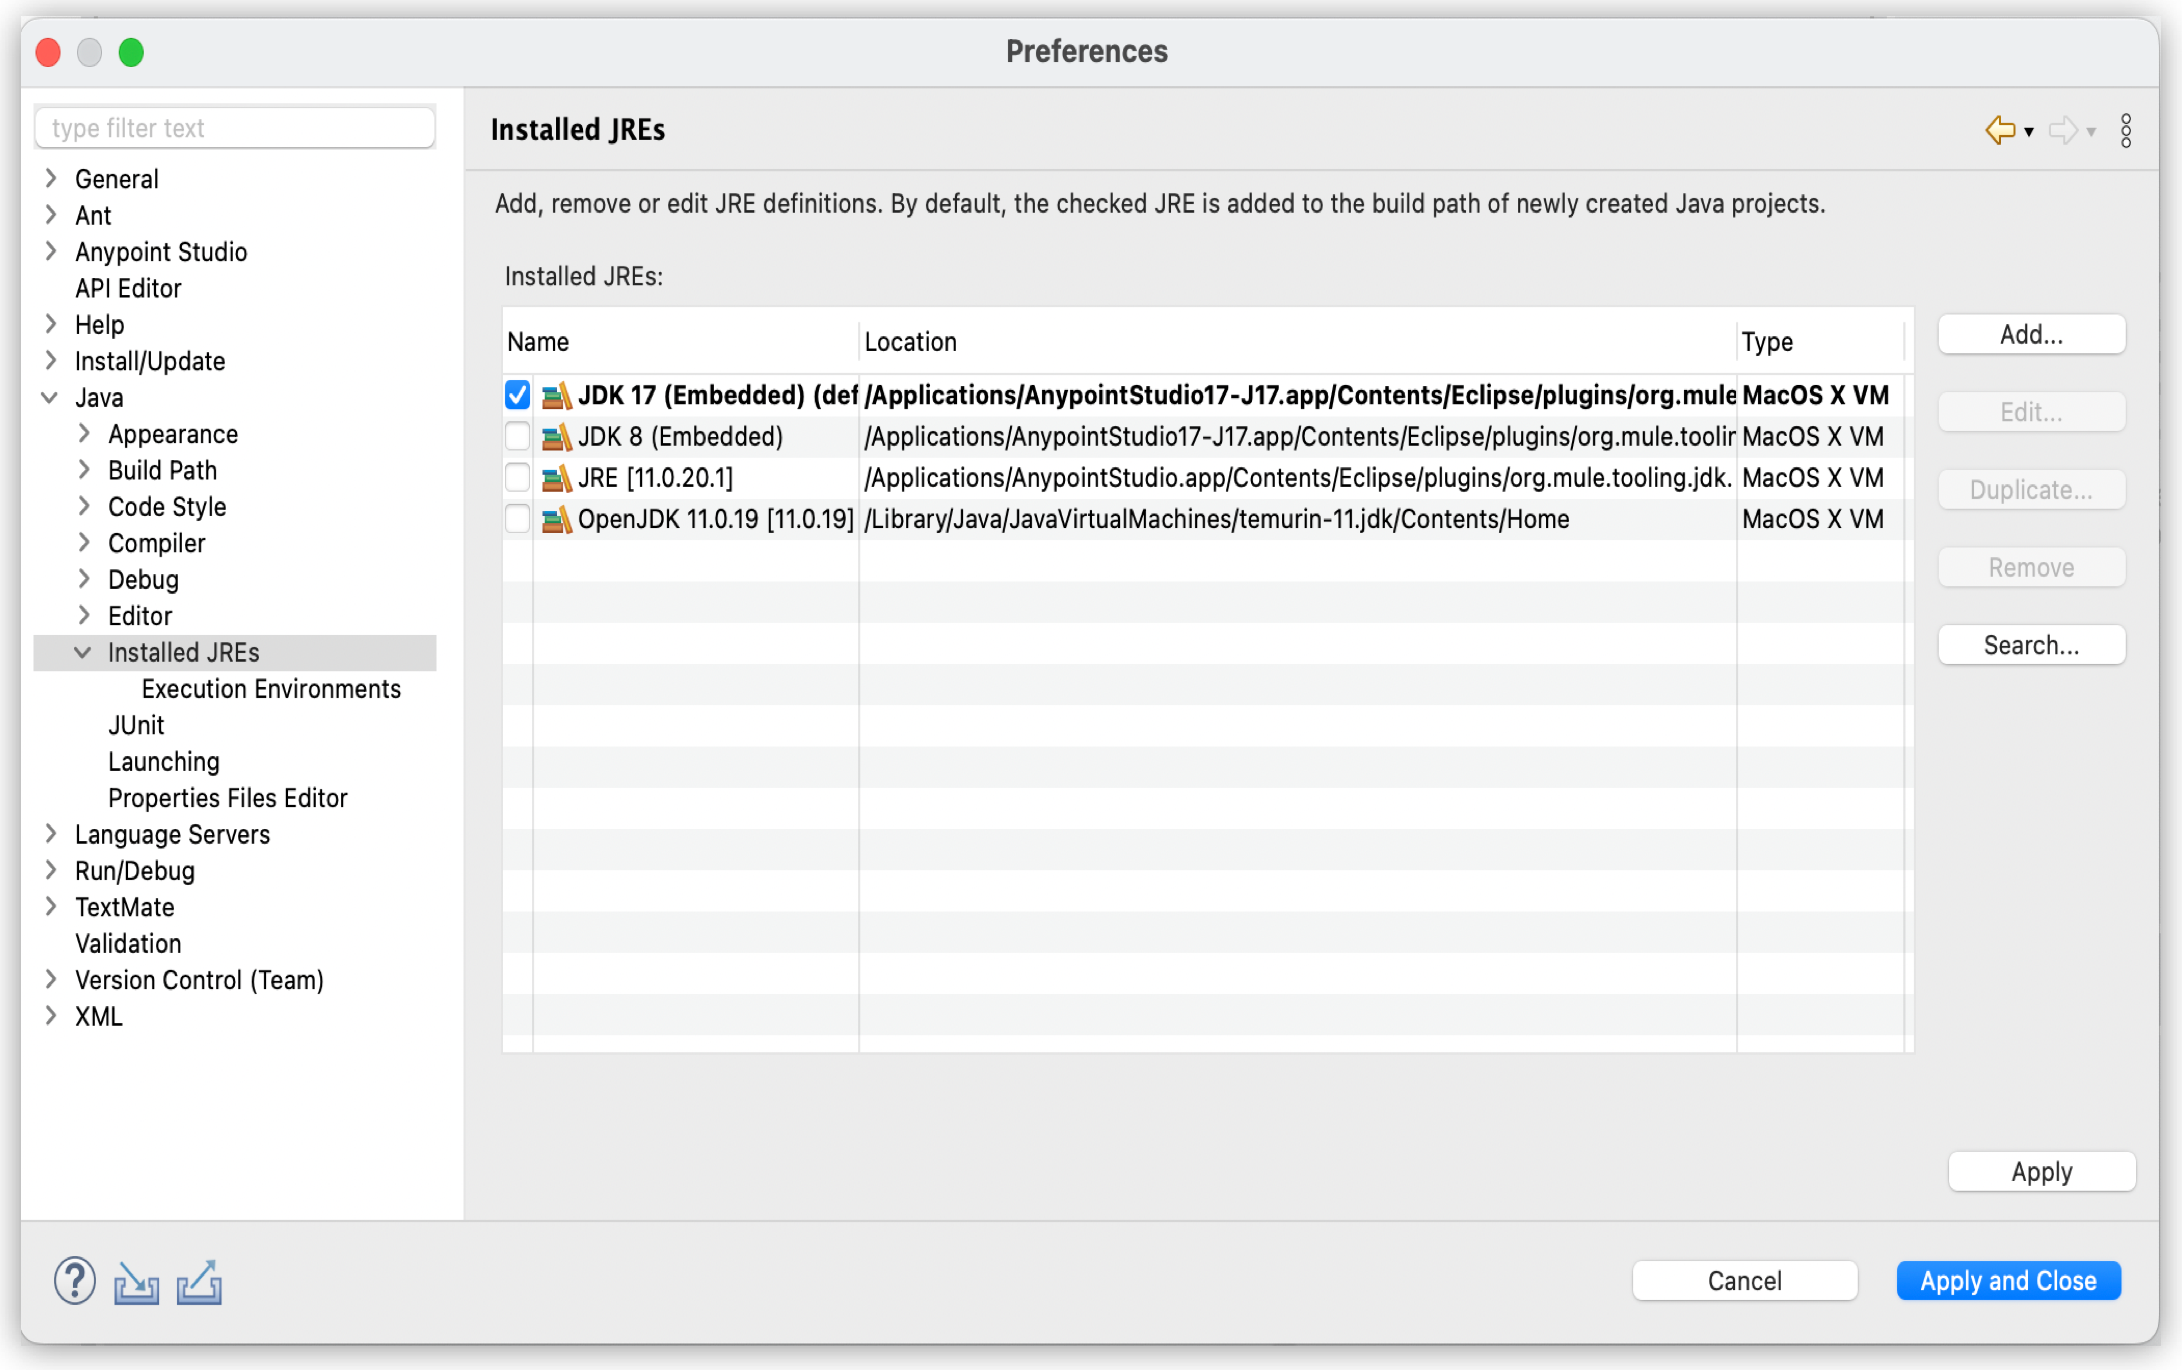 Preferences
type filter text
General
Ant
Anypoint Studio
API Editor
Help
Install/Update
Java
Appearance
Build Path
Code Style
Compiler
Debug
Editor
Installed JREs
Execution Environments
JUnit
Launching
Properties Files Editor
Language Servers
Run/Debug
TextMate
Validation
Version Control (Team)
XML
Installed JREs
Add, remove or edit JRE definitions. By default, the checked JRE is added to the build path of newly created Java projects.
Installed JREs:
Name Location Type
JDK 17 (Embedded) (def /Applications/AnypointStudio17-J17.app/Contents/Eclipse/plugins/org.mule MacOS X VM
JDK 8 (Embedded) /Applications/AnypointStudio17-J17.app/Contents/Eclipse/plugins/org.mule.toolin MacOS X VM
JRE [11.0.20.1] /Applications/AnypointStudio.app/Contents/Eclipse/plugins/org.mule.tooling.jdk. MacOS X VM
OpenJDK 11.0.19 [11.0.19] /Library/Java/JavaVirtualMachines/temurin-11.jdk/Contents/Home MacOS X VM
Add...
Edit...
Duplicate...
Remove
Search...
Apply
?
Cancel
Apply and Close